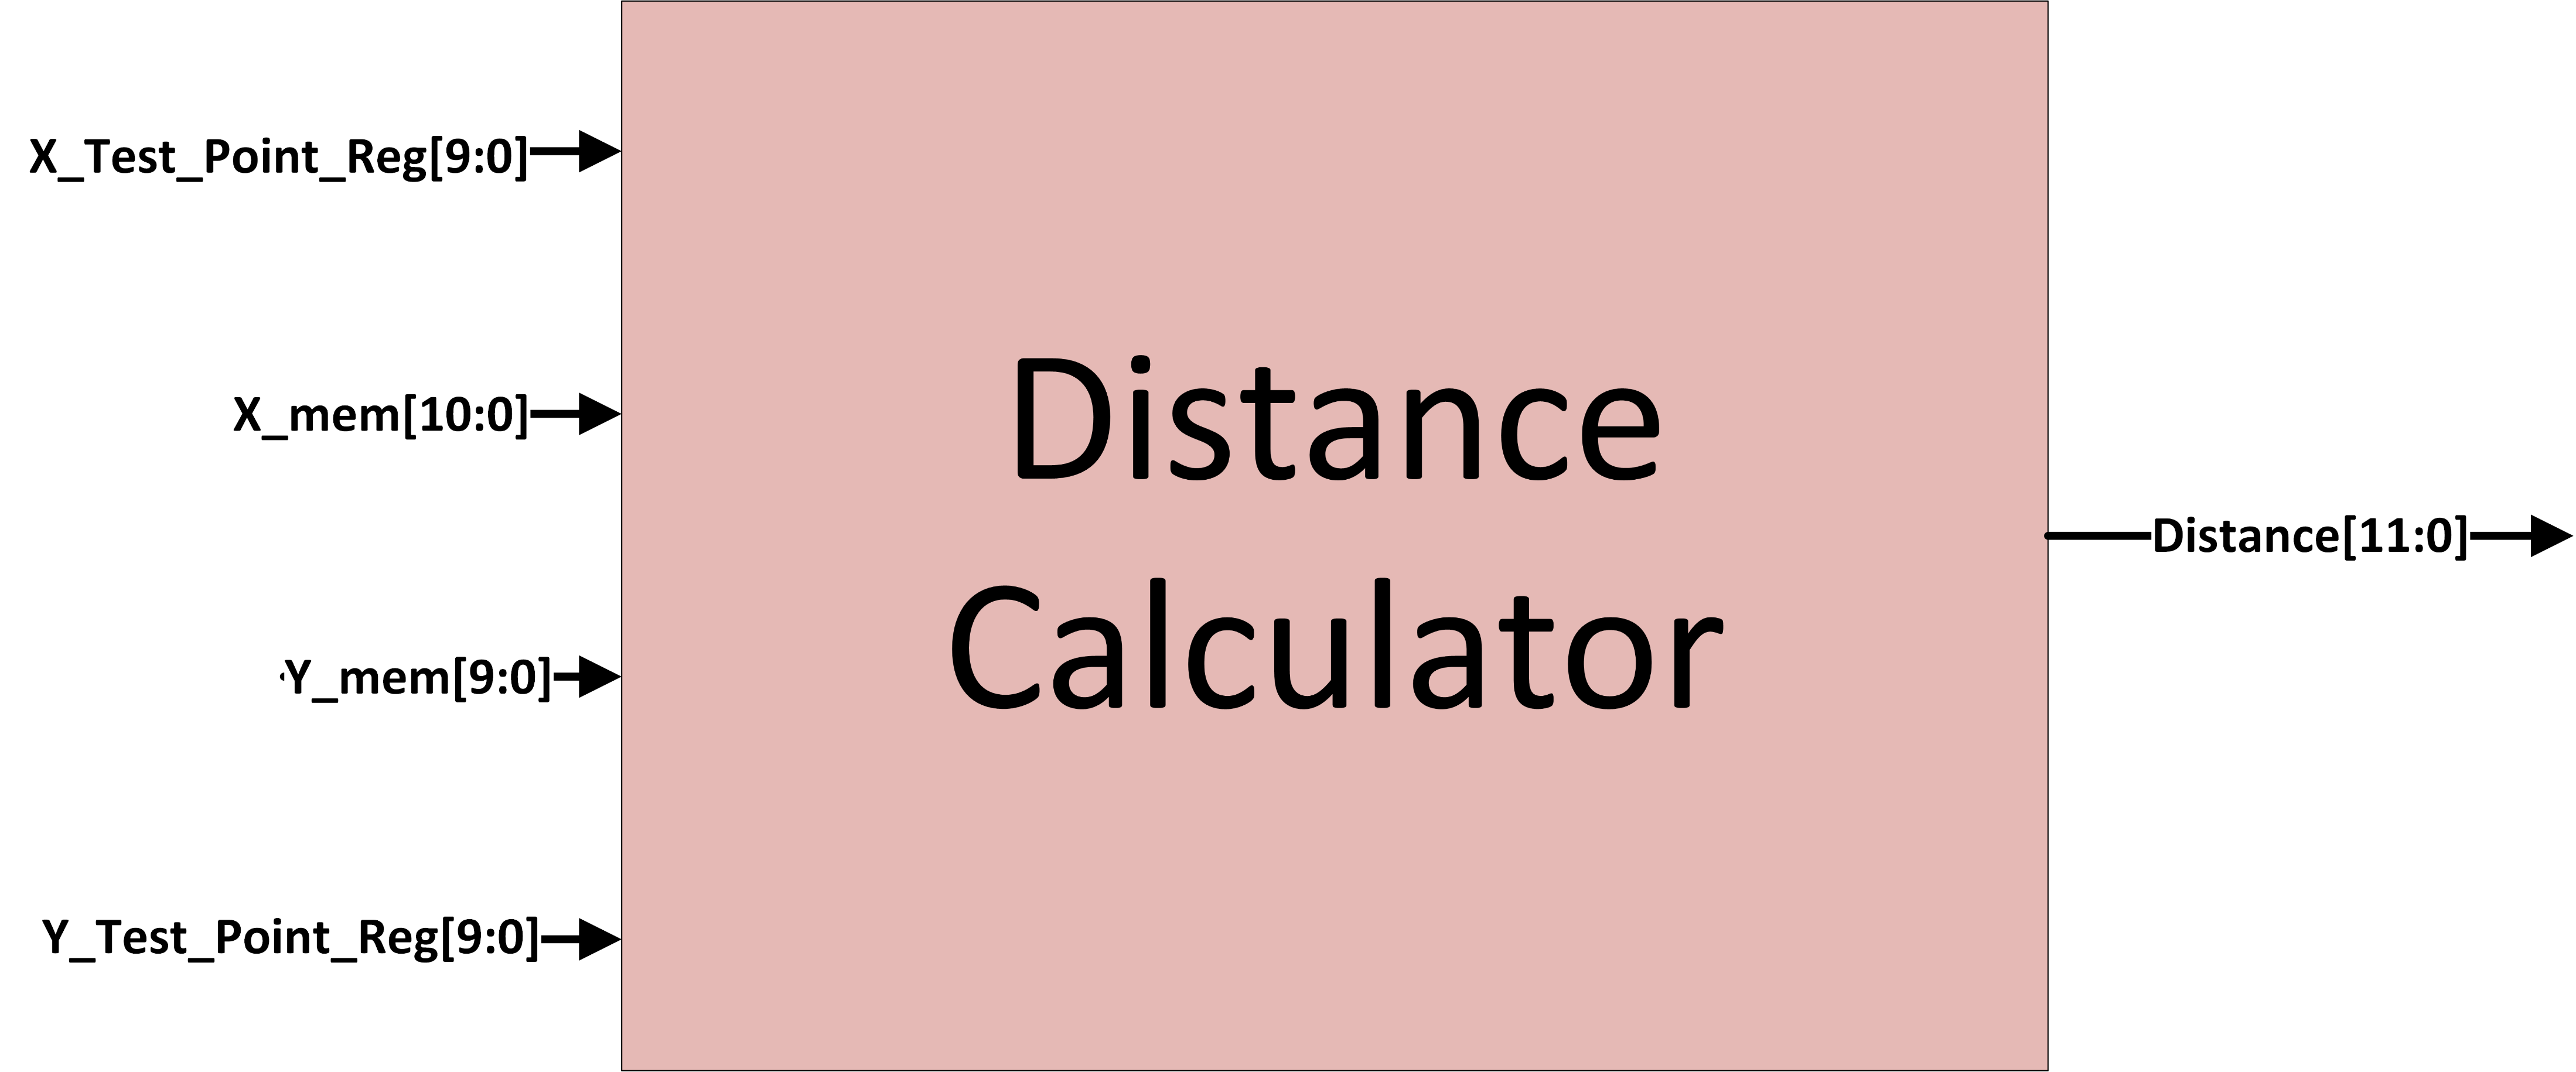 X_Test_Point_Reg[9:0]
X_mem[10:0]
Y_mem[9:0]
Y_Test_Point_Reg[9:0]
Distance
Calculator
Distance[11:0]